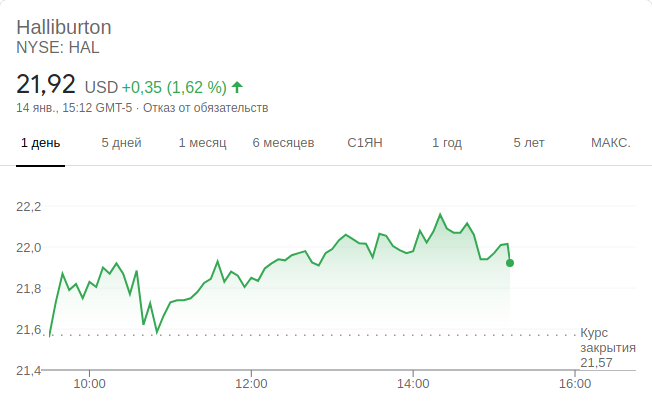 Halliburton
NYSE: HAL
21,92 USD +0,35 (1,62 %)
14 янв., 15:12 GMT-5 · Отказ от обязательств
1 день 5 дней 1 месяц 6 месяцев С1ЯН 1 год 5 лет МАКС.
22,2
22,0
21,8
21,6
Курс
закрытия
21,57
21,4
10:00 12:00 14:00 16:00